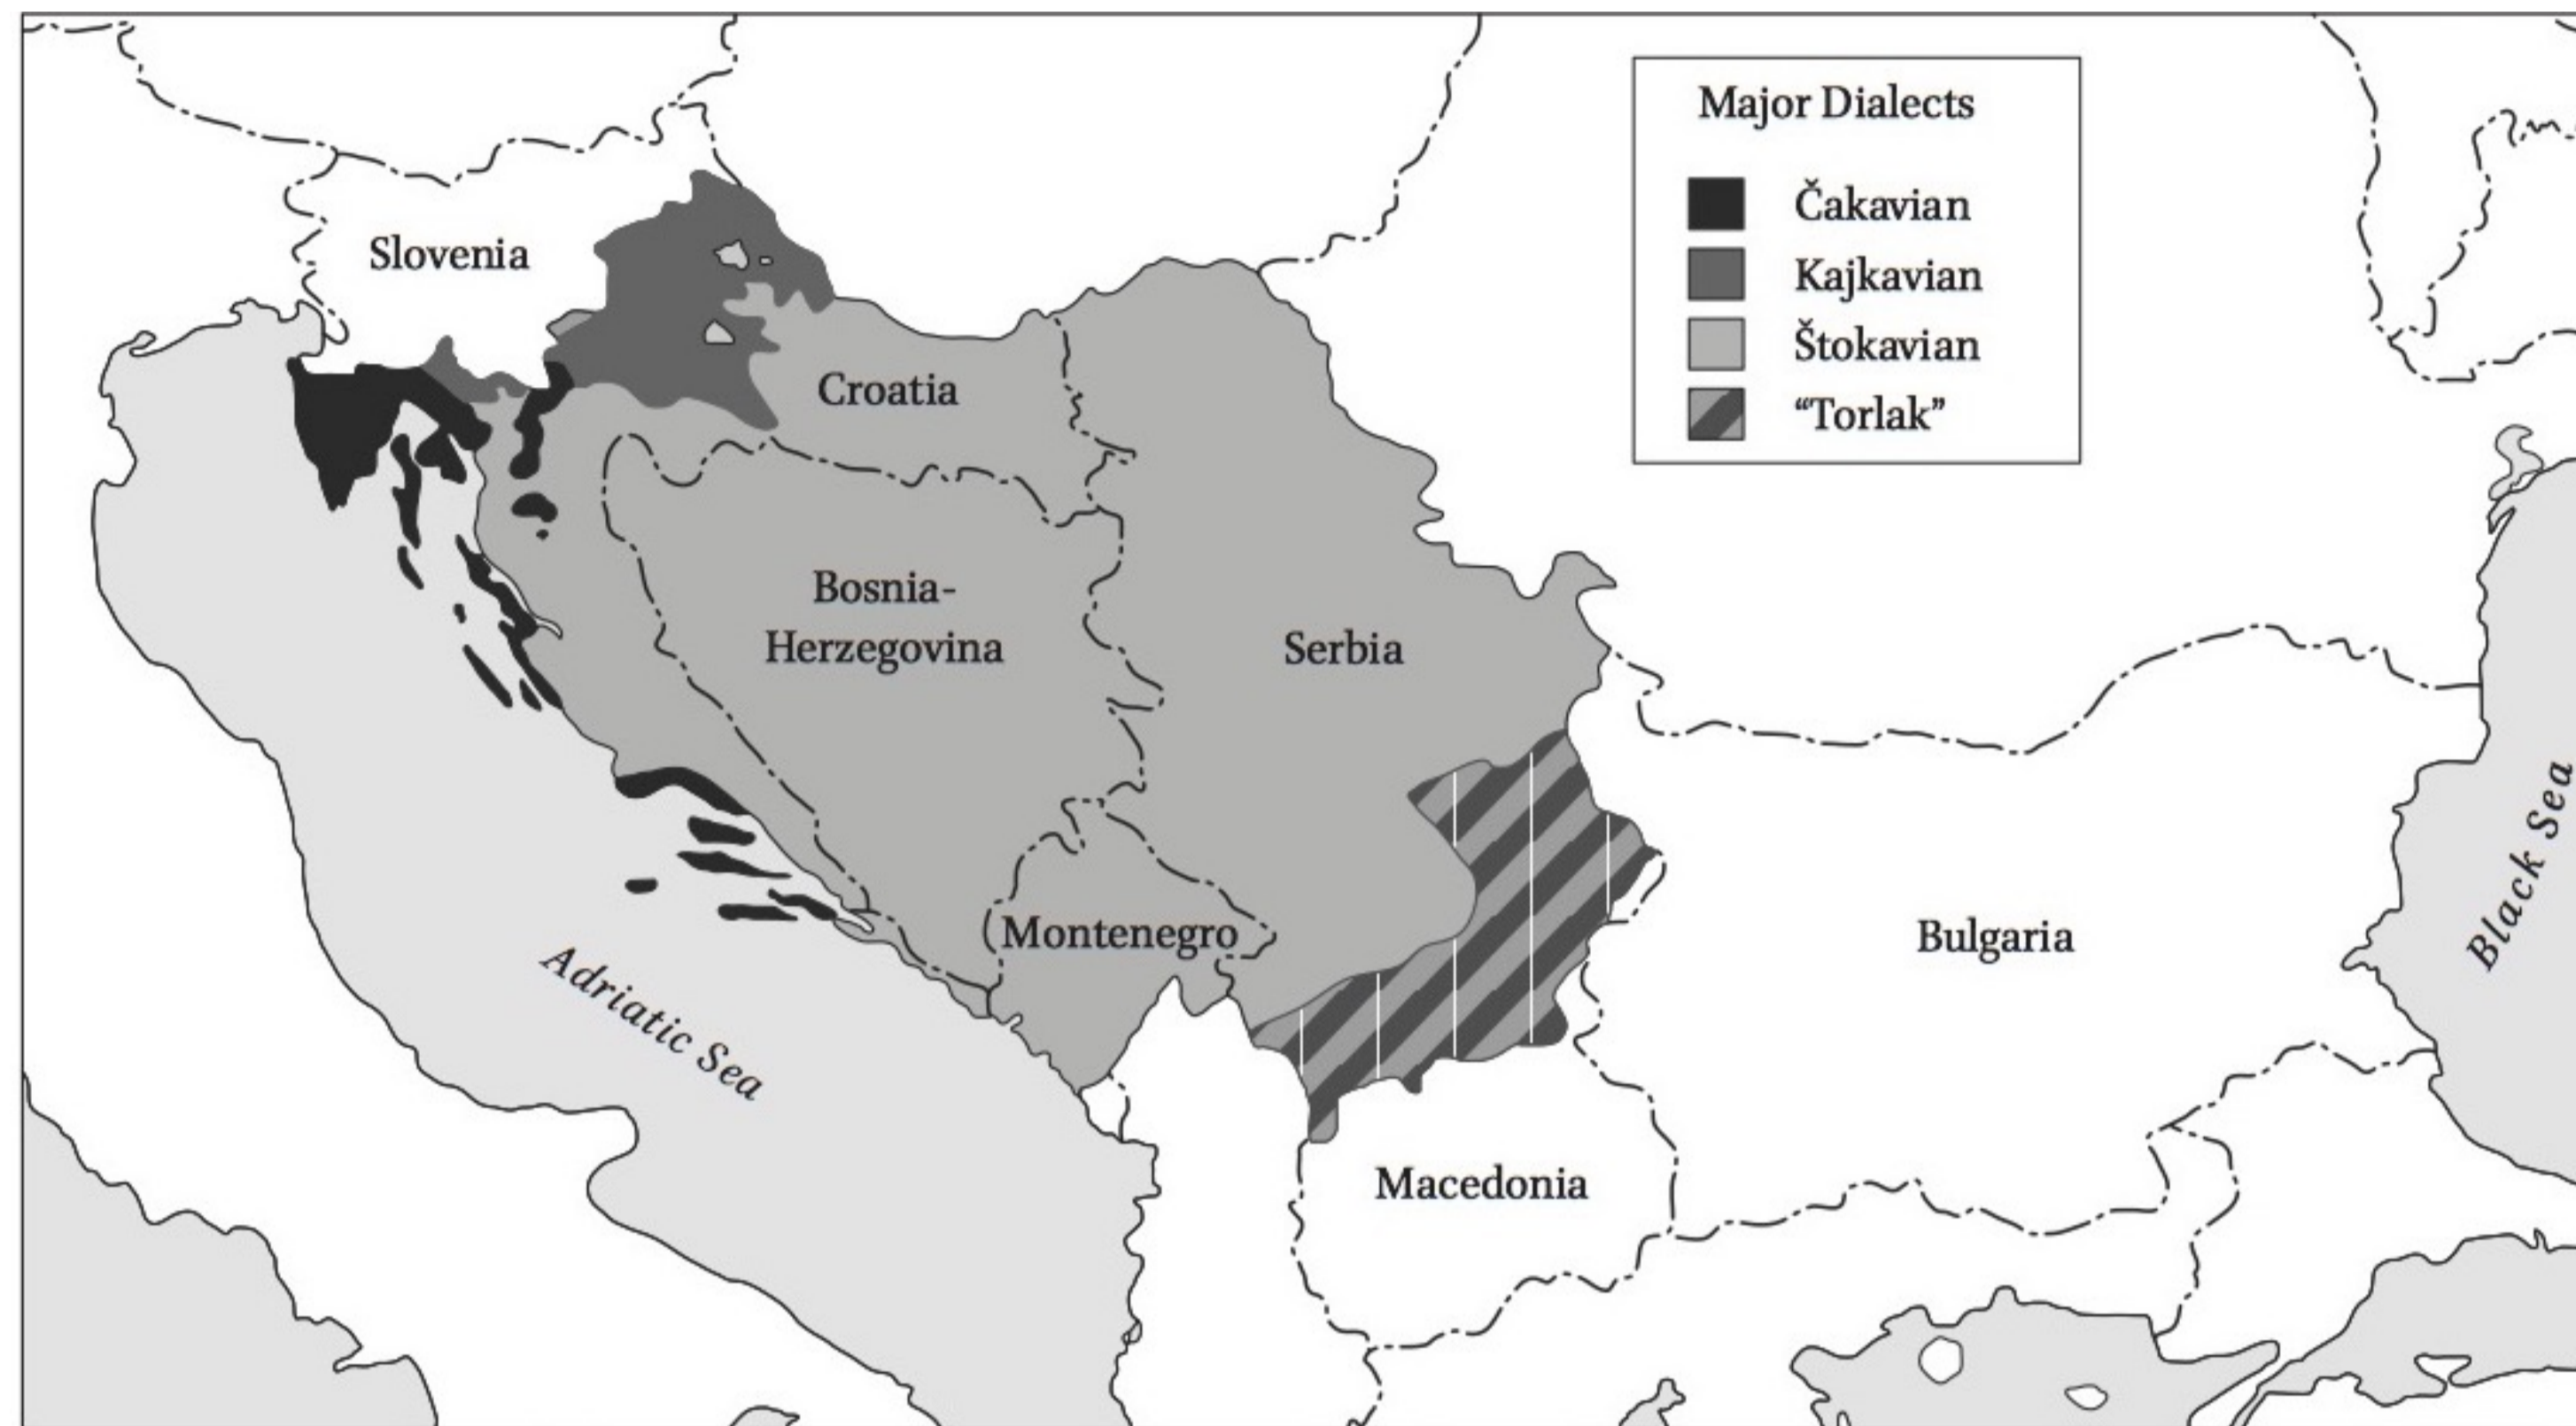 Major Dialects
Čakavian
Kajkavian
Štokavian
“Torlak”
Slovenia
Croatia
Bosnia-
Herzegovina
Serbia
Montenegro
Bulgaria
Macedonia
Adriatic Sea
Black Sea